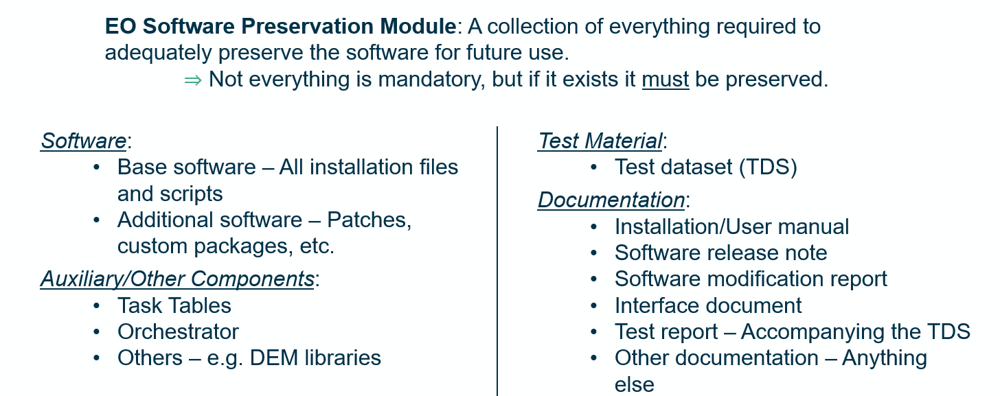 EO Software Preservation Module: A collection of everything required to
adequately preserve the software for future use.
⇒ Not everything is mandatory, but if it exists it must be preserved.
Software:
• Base software – All installation files
and scripts
• Additional software – Patches,
custom packages, etc.
Auxiliary/Other Components:
• Task Tables
• Orchestrator
• Others – e.g. DEM libraries
Test Material:
• Test dataset (TDS)
Documentation:
• Installation/User manual
• Software release note
• Software modification report
• Interface document
• Test report – Accompanying the TDS
• Other documentation – Anything
else